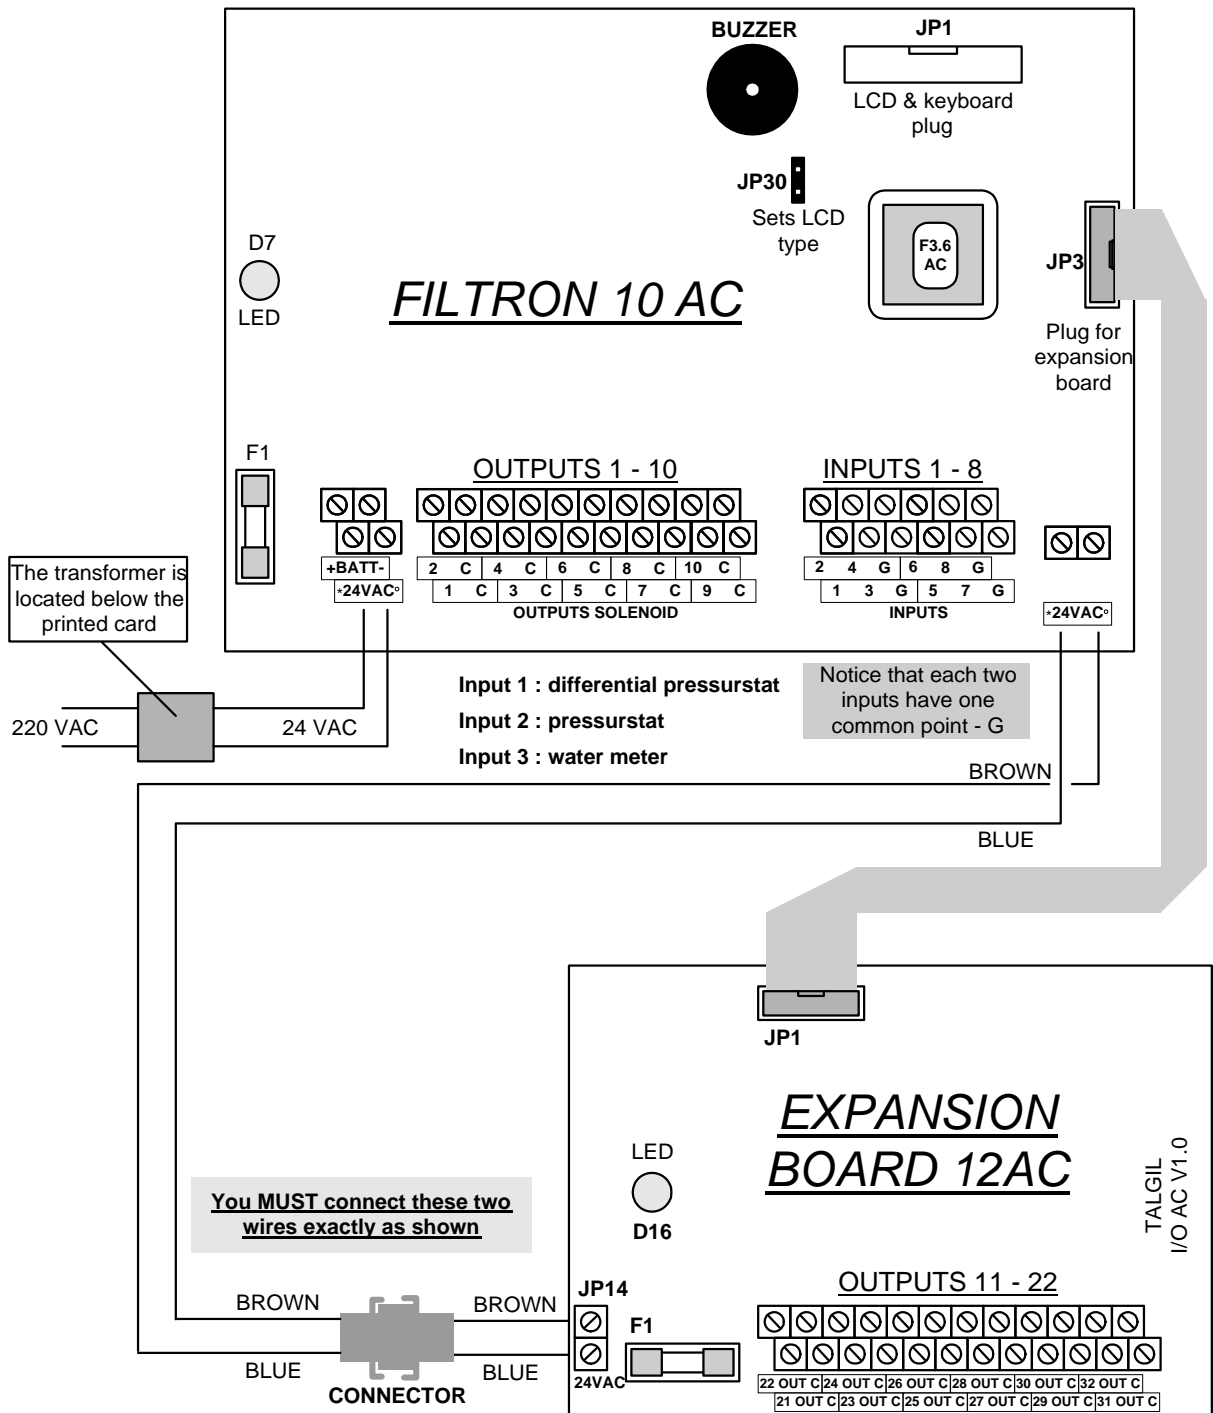 BUZZER
JP1
LCD & keyboard
plug
JP30
Sets LCD
type
F3.6
AC
JP3
Plug for
expansion
board
D7
LED
FILTRON 10 AC
F1
OUTPUTS 1 - 10
INPUTS 1 - 8
The transformer is
located below the
printed card
+BATT-
*24VAC°
2 C 4 C 6 C 8 C 10 C
1 C 3 C 5 C 7 C 9 C
OUTPUTS SOLENOID
2 4 G 6 8 G
1 3 G 5 7 G
INPUTS
*24VAC°
220 VAC
24 VAC
Input 1 : differential pressurstat
Input 2 : pressurstat
Input 3 : water meter
Notice that each two
inputs have one
common point - G
BROWN
BLUE
JP1
EXPANSION
BOARD 12AC
LED
D16
TALGIL
I/O AC V1.0
You MUST connect these two
wires exactly as shown
OUTPUTS 11 - 22
JP14
BROWN
BROWN
F1
BLUE
BLUE
24VAC
CONNECTOR
22 OUT C 24 OUT C 26 OUT C 28 OUT C 30 OUT C 32 OUT C
21 OUT C 23 OUT C 25 OUT C 27 OUT C 29 OUT C 31 OUT C